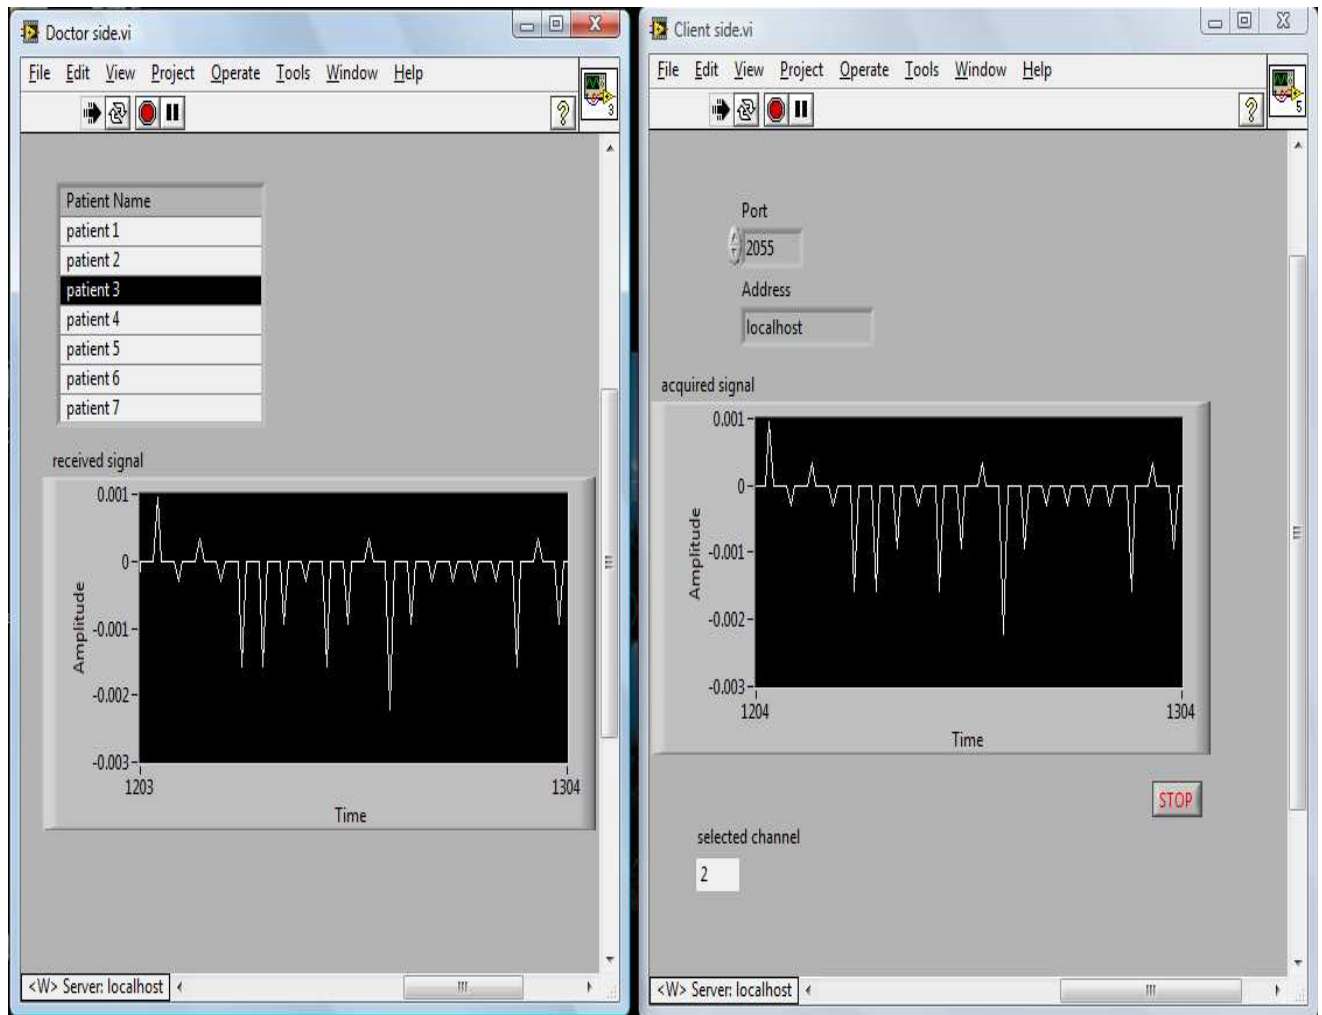 Doctor side.vi
File Edit View Project Operate Tools Window Help
3
Patient Name
patient 1
patient 2
patient 3
patient 4
patient 5
patient 6
patient 7
received signal
0.001
0
-0.001
-0.002
-0.003
Amplitude
1203
1304
Time
<W> Server: localhost
Client side.vi
File Edit View Project Operate Tools Window Help
5
Port
2055
Address
localhost
acquired signal
0.001
0
-0.001
-0.002
-0.003
Amplitude
1204
1304
Time
STOP
selected channel
2
<W> Server: localhost